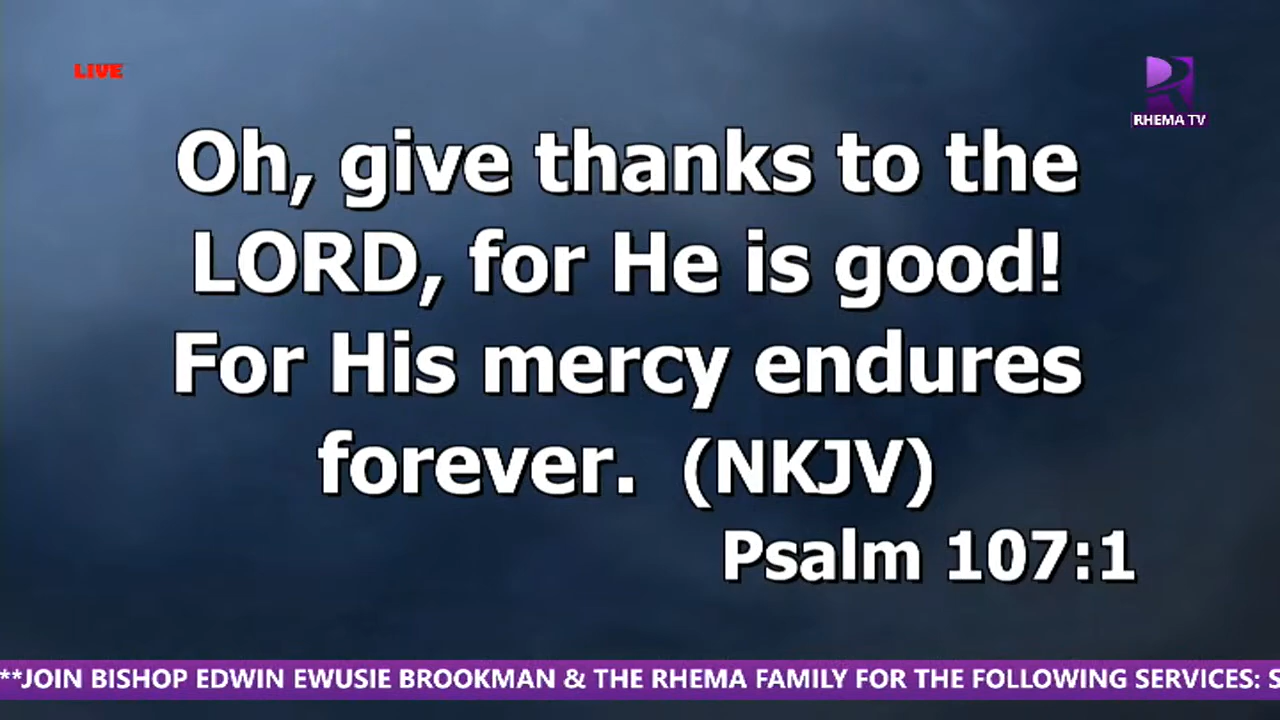 LIVE
RHEMA TV
Oh, give thanks to the
LORD, for He is good!
For His mercy endures
forever. (NKJV)
Psalm 107:1
**JOIN BISHOP EDWIN EWUSIE BROOKMAN & THE RHEMA FAMILY FOR THE FOLLOWING SERVICES: S